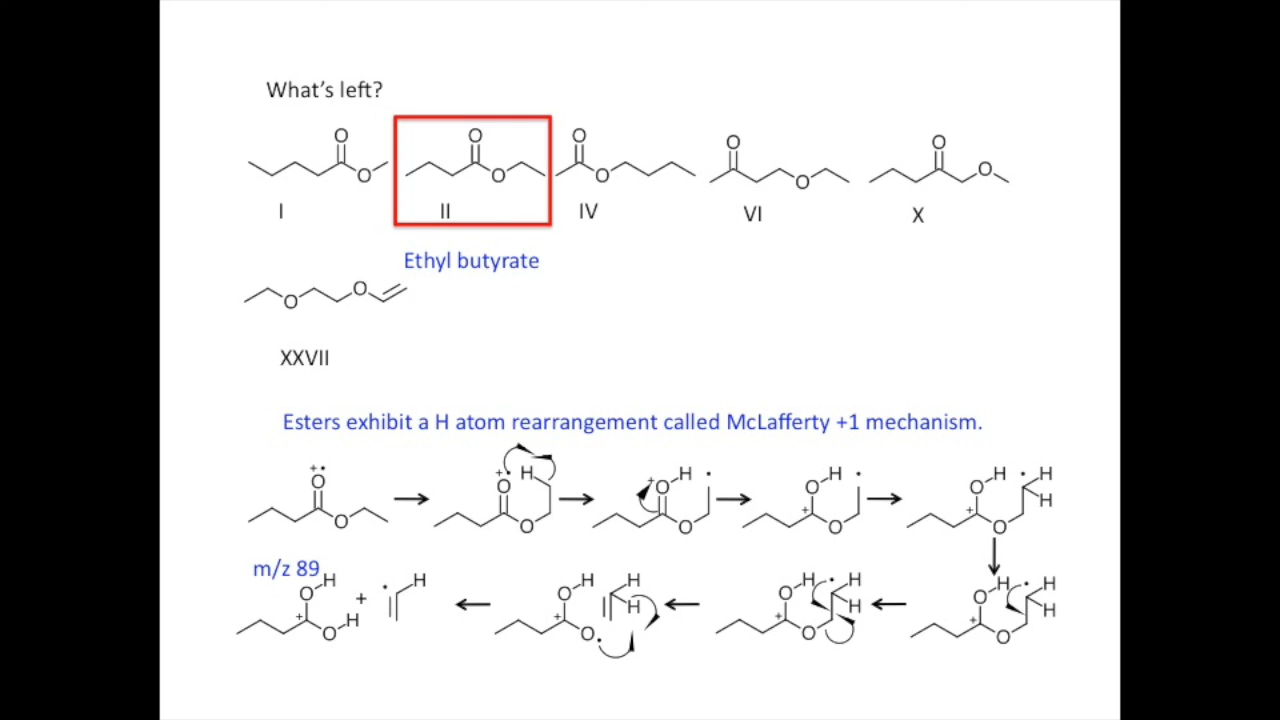 What's left?
O O O O O
O O O O O
I II IV VI X
Ethyl butyrate
O O
XXVII
Esters exhibit a H atom rearrangement called McLafferty +1 mechanism.
+• +• H + O H • O H • O H • H
O O H
O O O O O
+ + H
m/z 89 O H + • H O H H O H • H O H • H
+ O H + O • H + O H + O H